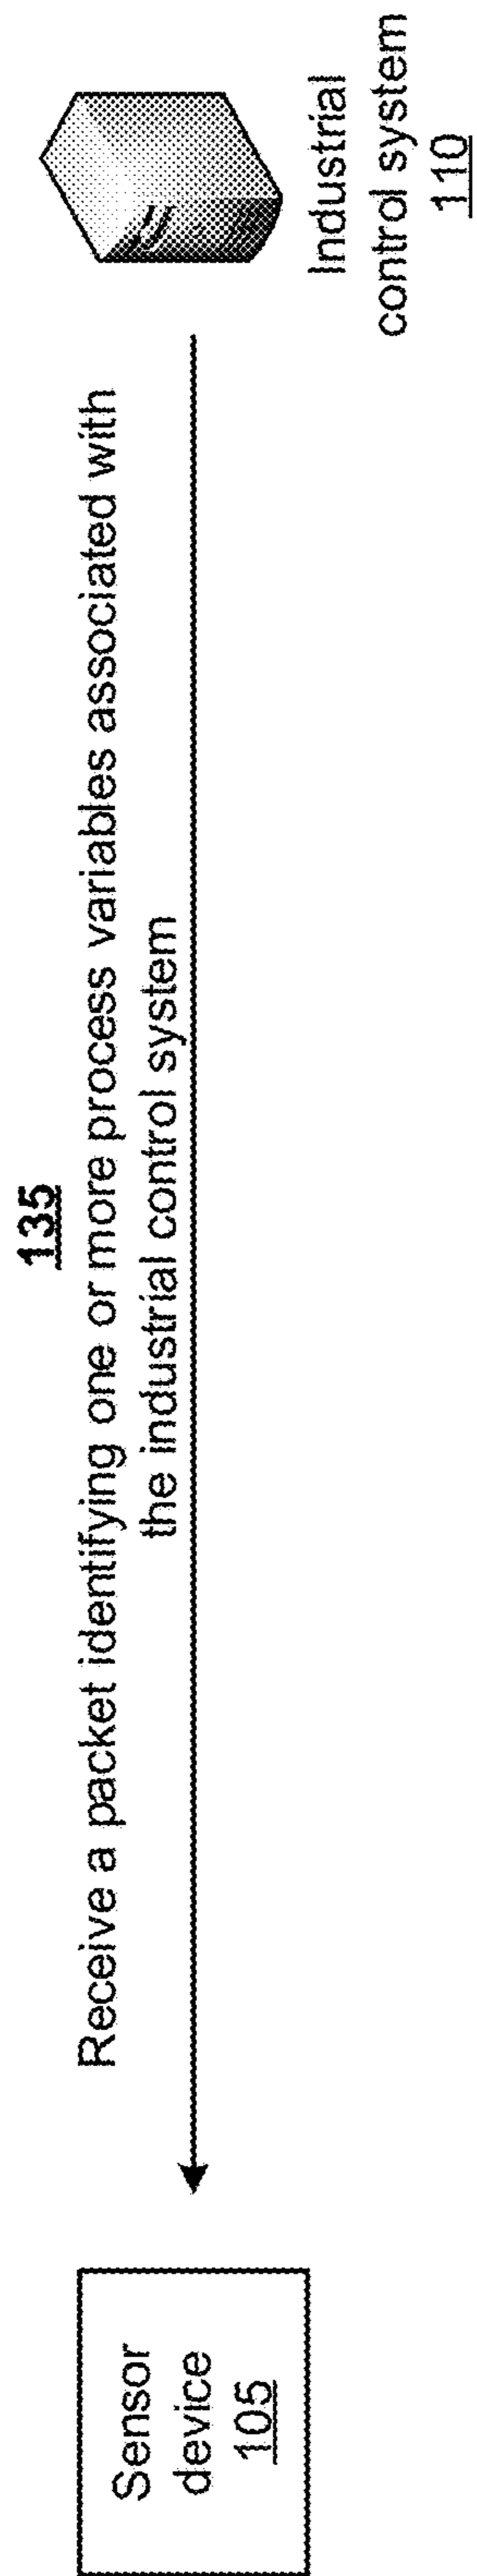 135
Receive a packet identifying one or more process variables associated with
the industrial control system
Sensor
device
105
Industrial
control system
110